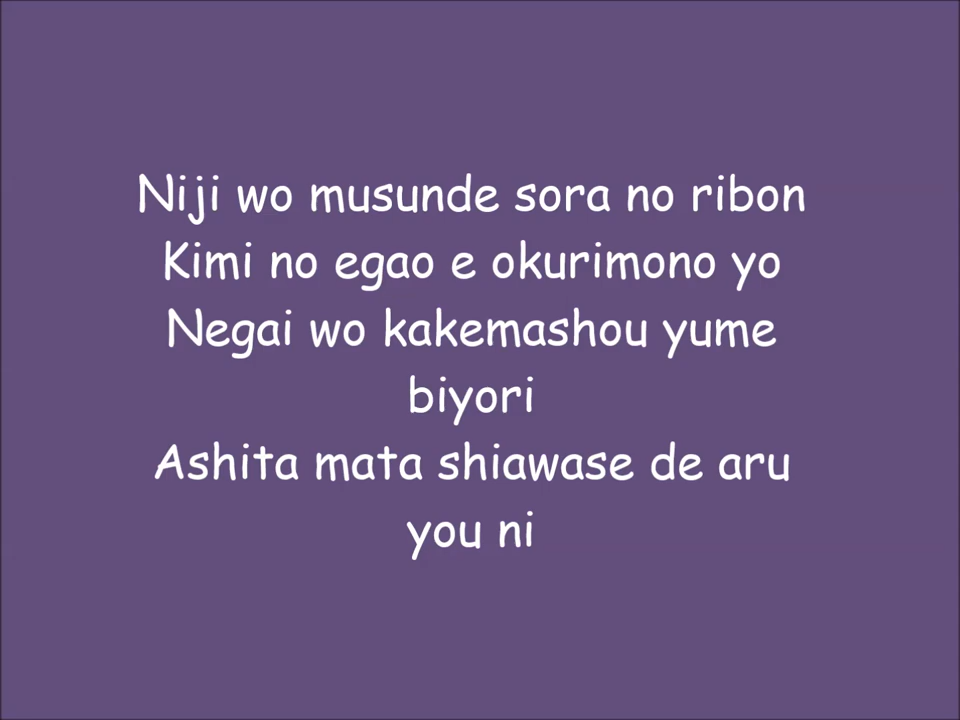 Niji wo musunde sora no ribon
Kimi no egao e okurimono yo
Negai wo kakemashou yume
biyori
Ashita mata shiawase de aru
you ni